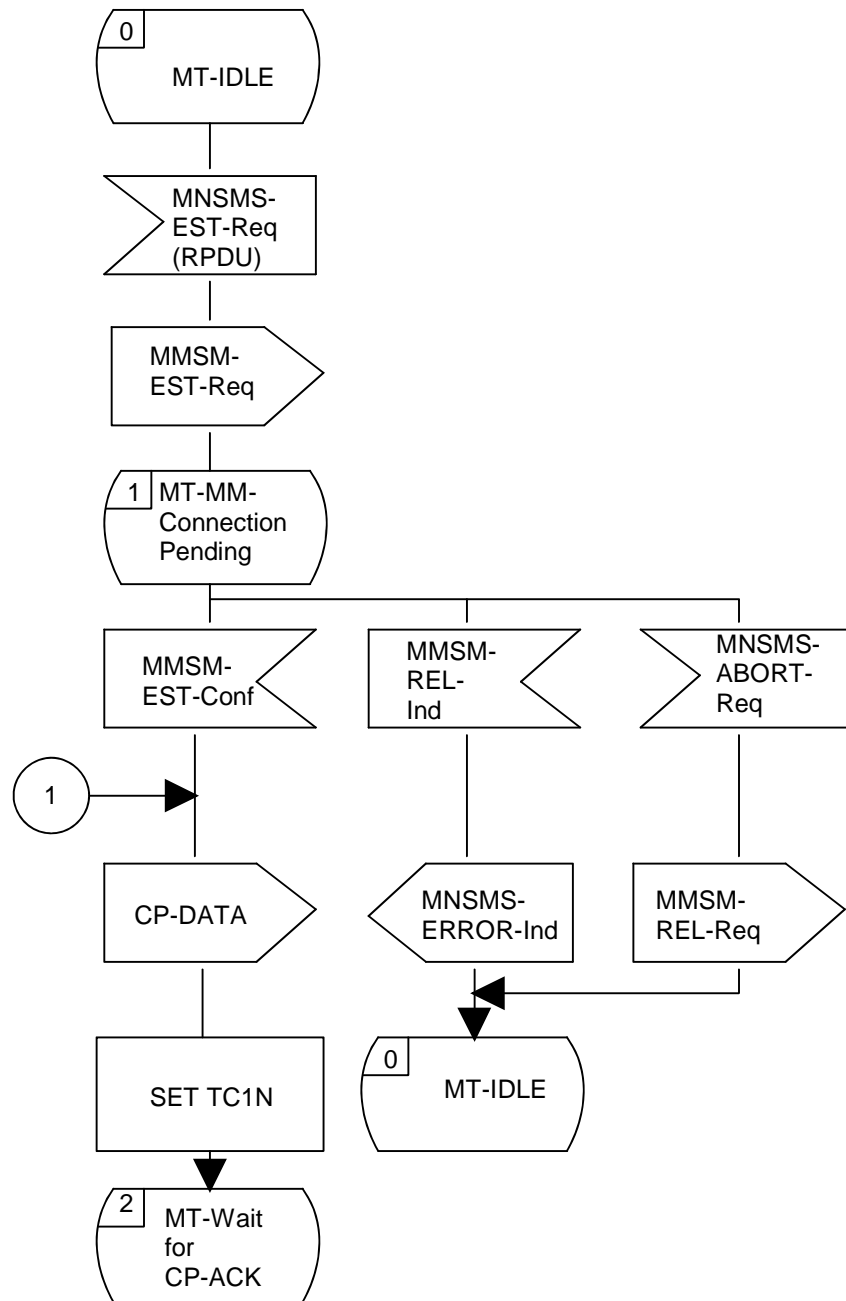 0
MT-IDLE
MNSMS-
EST-Req
(RPDU)
MMSM-
EST-Req
1
MT-MM-
Connection
Pending
MMSM-
EST-Conf
MMSM-
REL-
Ind
MNSMS-
ABORT-
Req
1
CP-DATA
MNSMS-
ERROR-Ind
MMSM-
REL-Req
SET TC1N
0
MT-IDLE
2
MT-Wait
for
CP-ACK